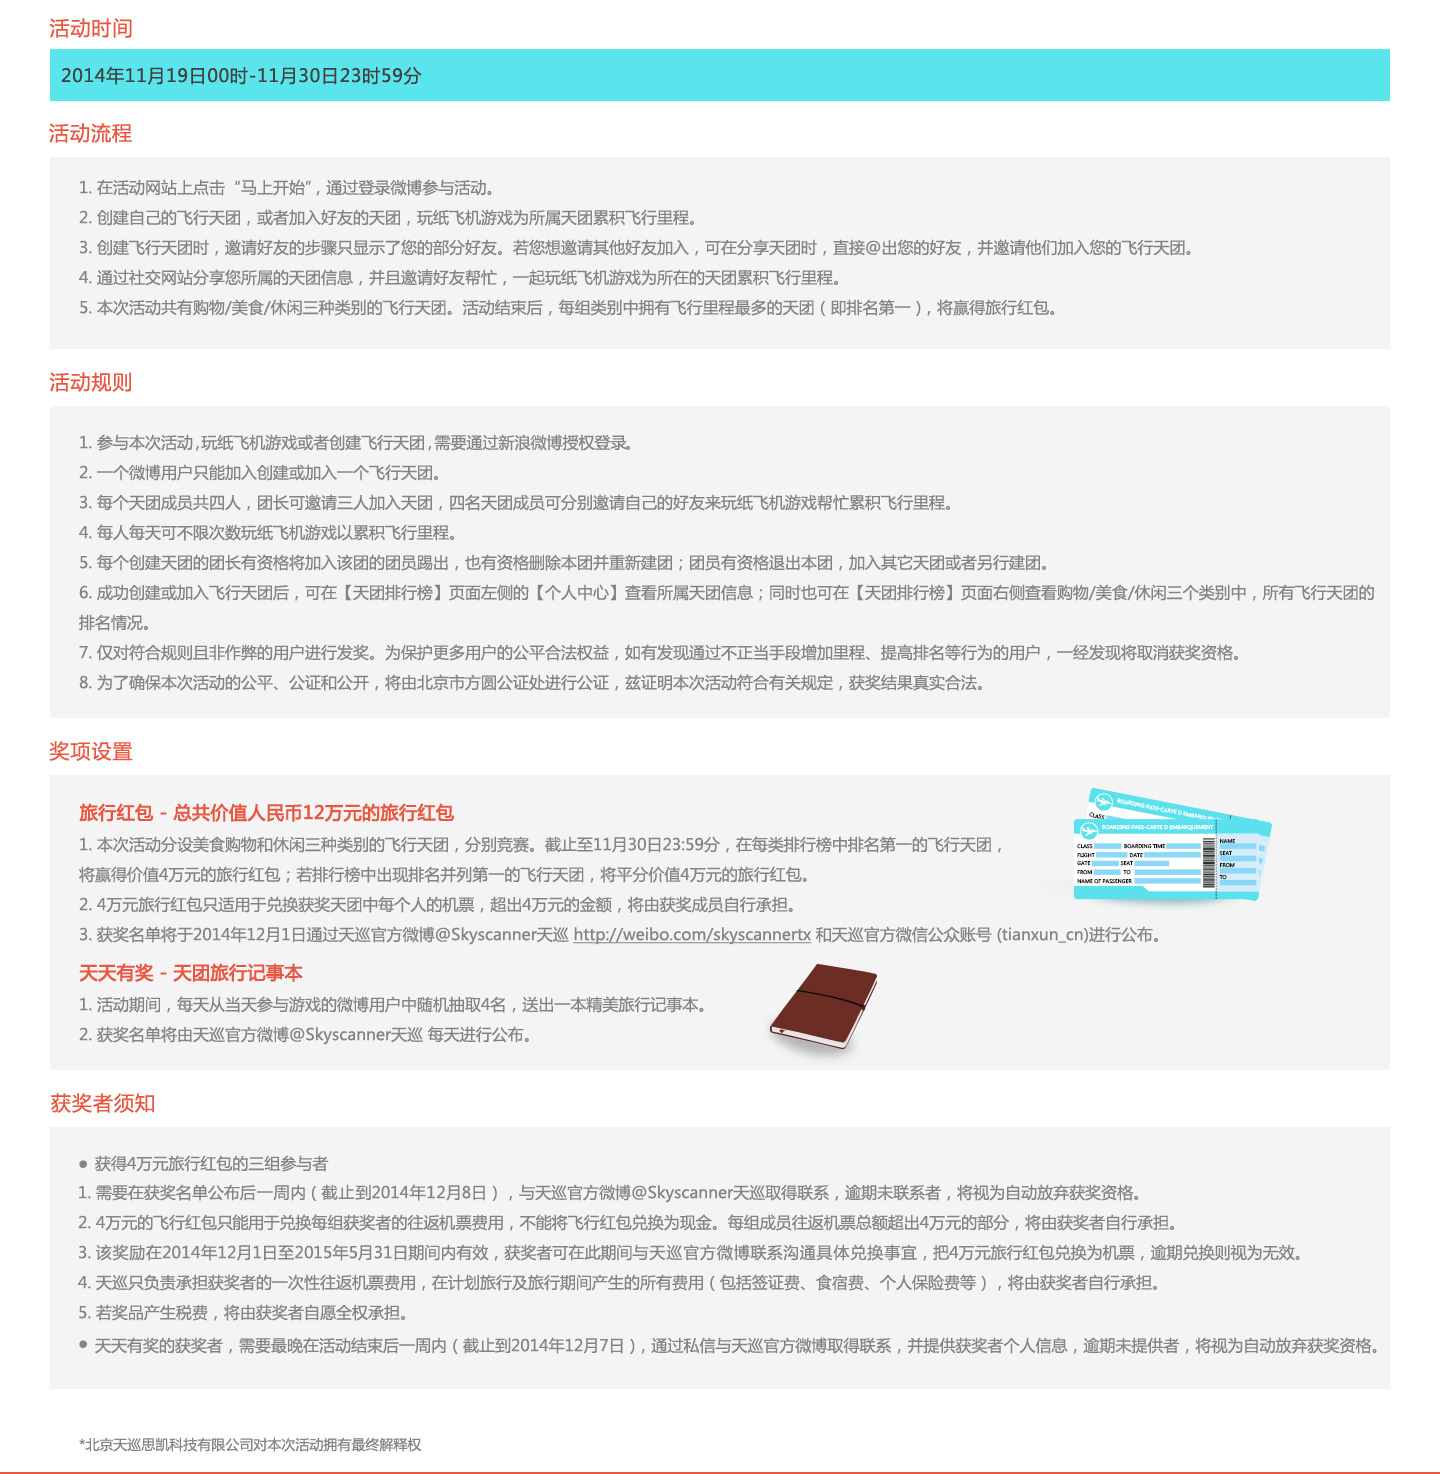 活动时间
2014年11月19日00时-11月30日23时59分
活动流程
1. 在活动网站上点击“马上开始”，通过登录微博参与活动。
2. 创建自己的飞行天团，或者加入好友的天团，玩纸飞机游戏为所属天团累积飞行里程。
3. 创建飞行天团时，邀请好友的步骤只显示了您的部分好友。若您想邀请其他好友加入，可在分享天团时，直接@出您的好友，并邀请他们加入您的飞行天团。
4. 通过社交网站分享您所属的天团信息，并且邀请好友帮忙，一起玩纸飞机游戏为所在的天团累积飞行里程。
5. 本次活动共有购物/美食/休闲三种类别的飞行天团。活动结束后，每组类别中拥有飞行里程最多的天团（即排名第一），将赢得旅行红包。
活动规则
1. 参与本次活动,玩纸飞机游戏或者创建飞行天团,需要通过新浪微博授权登录。
2. 一个微博用户只能加入创建或加入一个飞行天团。
3. 每个天团成员共四人，团长可邀请三人加入天团，四名天团成员可分别邀请自己的好友来玩纸飞机游戏帮忙累积飞行里程。
4. 每人每天可不限次数玩纸飞机游戏以累积飞行里程。
5. 每个创建天团的团长有资格将加入该团的团员踢出，也有资格删除本团并重新建团；团员有资格退出本团，加入其它天团或者另行建团。
6. 成功创建或加入飞行天团后，可在【天团排行榜】页面左侧的【个人中心】查看所属天团信息；同时也可在【天团排行榜】页面右侧查看购物/美食/休闲三个类别中，所有飞行天团的
排名情况。
7. 仅对符合规则且非作弊的用户进行发奖。为保护更多用户的公平合法权益，如有发现通过不正当手段增加里程、提高排名等行为的用户，一经发现将取消获奖资格。
8. 为了确保本次活动的公平、公证和公开，将由北京市方圆公证处进行公证，兹证明本次活动符合有关规定，获奖结果真实合法。
奖项设置
旅行红包 - 总共价值人民币12万元的旅行红包
1. 本次活动分设美食购物和休闲三种类别的飞行天团，分别竞赛。截止至11月30日23:59分，在每类排行榜中排名第一的飞行天团，
将赢得价值4万元的旅行红包；若排行榜中出现排名并列第一的飞行天团，将平分价值4万元的旅行红包。
2. 4万元旅行红包只适用于兑换获奖天团中每个人的机票，超出4万元的金额，将由获奖成员自行承担。
3. 获奖名单将于2014年12月1日通过天巡官方微博@Skyscanner天巡 http://weibo.com/skyscannertx 和天巡官方微信公众账号 (tianxun_cn)进行公布。
BOARDING PASS-CARTE D EMBARQUEMENT
CLASS
BOARDING PASS-CARTE D EMBARQUEMENT
CLASS BOARDING TIME NAME
FLIGHT DATE SEAT
GATE SEAT FROM
FROM TO TO
NAME OF PASSENGER
天天有奖 - 天团旅行记事本
1. 活动期间，每天从当天参与游戏的微博用户中随机抽取4名，送出一本精美旅行记事本。
2. 获奖名单将由天巡官方微博@Skyscanner天巡 每天进行公布。
获奖者须知
● 获得4万元旅行红包的三组参与者
1. 需要在获奖名单公布后一周内（截止到2014年12月8日），与天巡官方微博@Skyscanner天巡取得联系，逾期未联系者，将视为自动放弃获奖资格。
2. 4万元的飞行红包只能用于兑换每组获奖者的往返机票费用，不能将飞行红包兑换为现金。每组成员往返机票总额超出4万元的部分，将由获奖者自行承担。
3. 该奖励在2014年12月1日至2015年5月31日期间内有效，获奖者可在此期间与天巡官方微博联系沟通具体兑换事宜，把4万元旅行红包兑换为机票，逾期兑换则视为无效。
4. 天巡只负责承担获奖者的一次性往返机票费用，在计划旅行及旅行期间产生的所有费用（包括签证费、食宿费、个人保险费等），将由获奖者自行承担。
5. 若奖品产生税费，将由获奖者自愿全权承担。
● 天天有奖的获奖者，需要最晚在活动结束后一周内（截止到2014年12月7日），通过私信与天巡官方微博取得联系，并提供获奖者个人信息，逾期未提供者，将视为自动放弃获奖资格。
*北京天巡思凯科技有限公司对本次活动拥有最终解释权